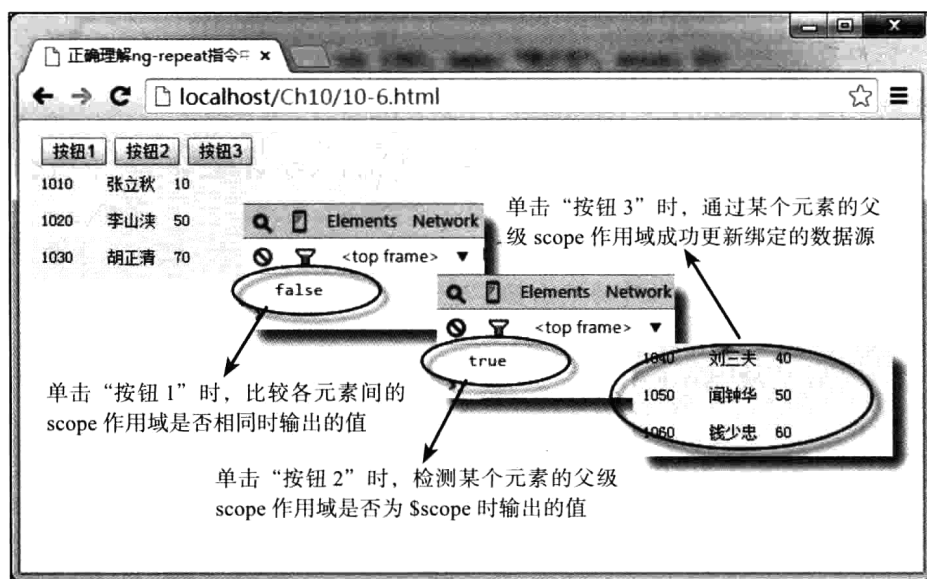 正确理解ng-repeat指令中 ×
localhost/Ch10/10-6.html
按钮1 按钮2 按钮3
1010 张立秋 10
1020 李山渎 50
1030 胡正清 70
Elements Network
<top frame> ▼
false
单击“按钮 3”时，通过某个元素的父
级 scope 作用域成功更新绑定的数据源
Elements Network
<top frame> ▼
true
1040 刘三夫 40
1050 闻钟华 50
1060 钱少忠 60
单击“按钮 1”时，比较各元素间的
scope 作用域是否相同时输出的值
单击“按钮 2”时，检测某个元素的父级
scope 作用域是否为 $scope 时输出的值